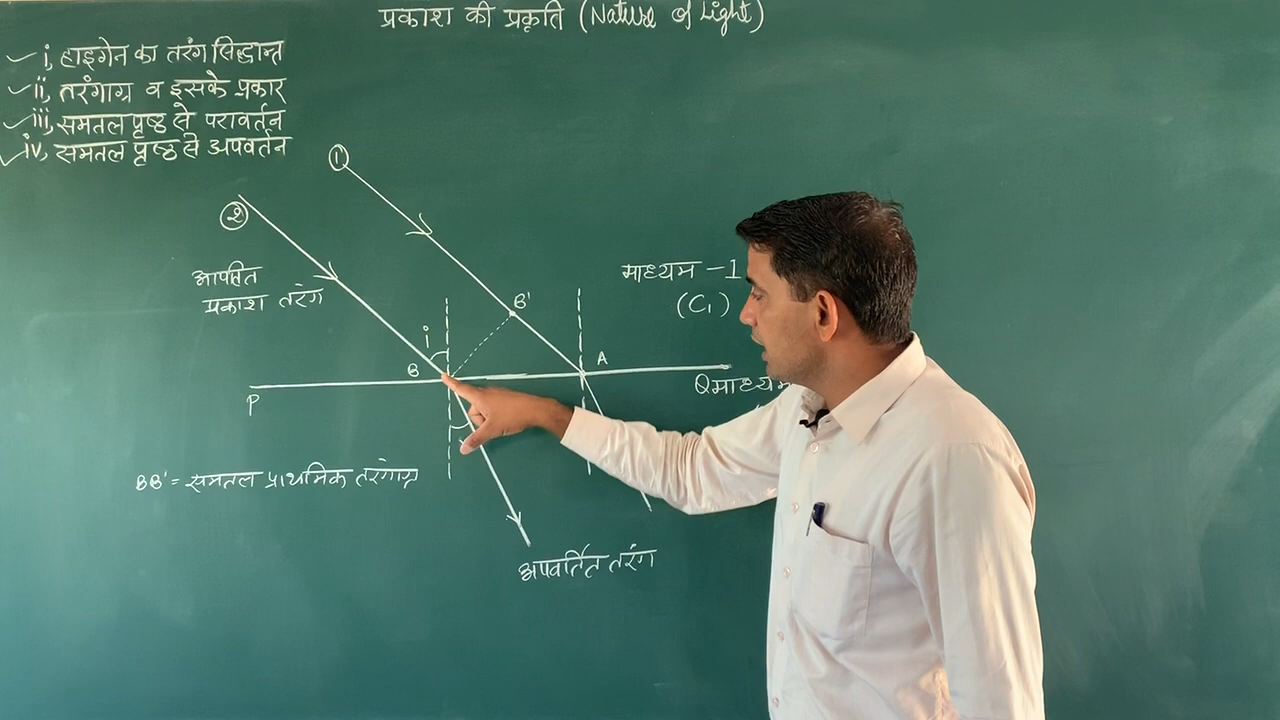 प्रकाश की प्रकृति (Nature of Light)
i, हाइगेन का तरंग सिद्धान्त
ii, तरंगाग्र व इसके प्रकार
iii, समतल पृष्ठ से परावर्तन
iv, समतल पृष्ठ से अपवर्तन
1
2
आपतित
प्रकाश तरंग
माध्यम -1
(C₁)
B'
i
B
A
P
Q
माध्यम
BB' = समतल प्राथमिक तरंगाग्र
अपवर्तित तरंग